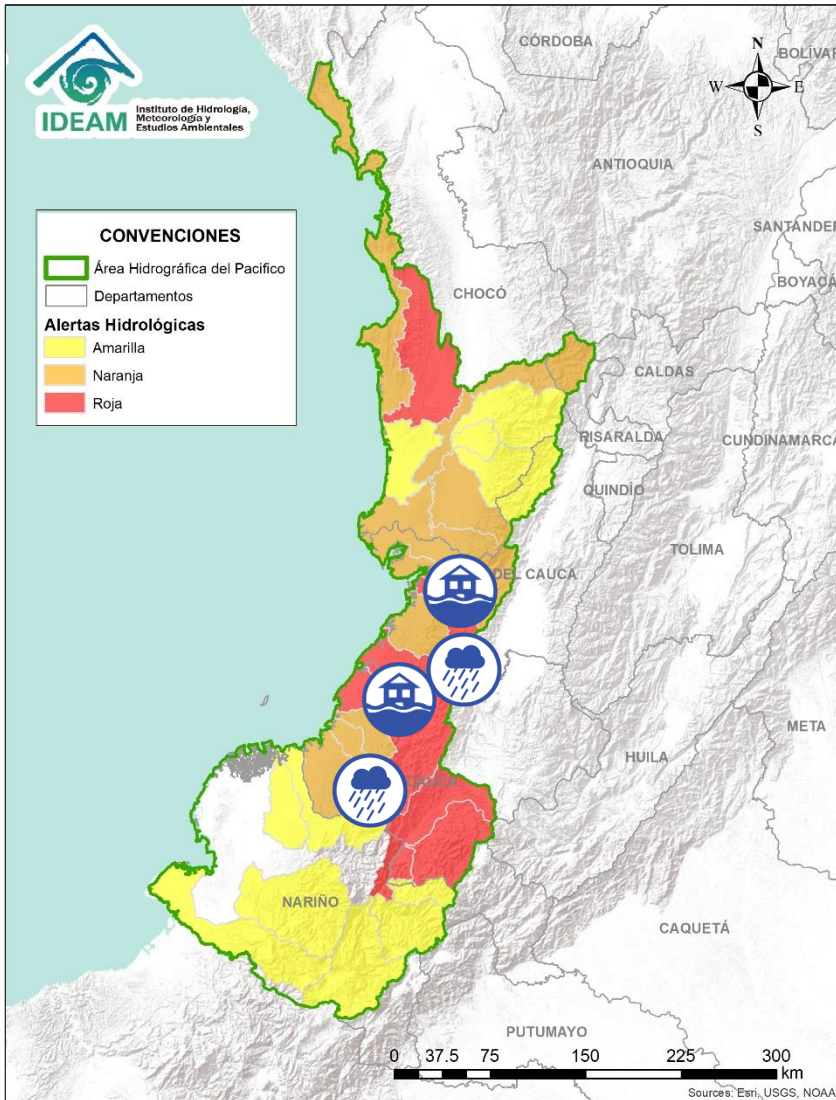 IDEAM
Instituto de Hidrología,
Meteorología y
Estudios Ambientales
CÓRDOBA
BOLÍVAR
N
W
E
S
ANTIOQUIA
CONVENCIONES
Área Hidrográfica del Pacifico
Departamentos
Alertas Hidrológicas
Amarilla
Naranja
Roja
SANTANDER
BOYACÁ
CHOCÓ
CALDAS
RISARALDA
CUNDINAMARCA
QUINDÍO
TOLIMA
DEL CAUCA
META
HUILA
CAUCA
NARIÑO
CAQUETÁ
PUTUMAYO
0 37.5 75 150 225 300
km
Sources: Esri, USGS, NOAA